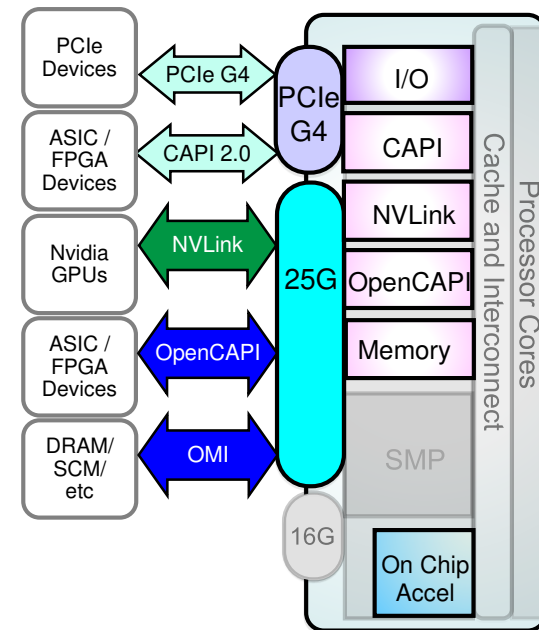 PCIe
Devices
PCIe G4
PCIe
G4
I/O
ASIC /
FPGA
Devices
CAPI 2.0
CAPI
Nvidia
GPUs
NVLink
25G
NVLink
OpenCAPI
ASIC /
FPGA
Devices
OpenCAPI
Memory
DRAM/
SCM/
etc
OMI
SMP
16G
On Chip
Accel
Cache and Interconnect
Processor Cores